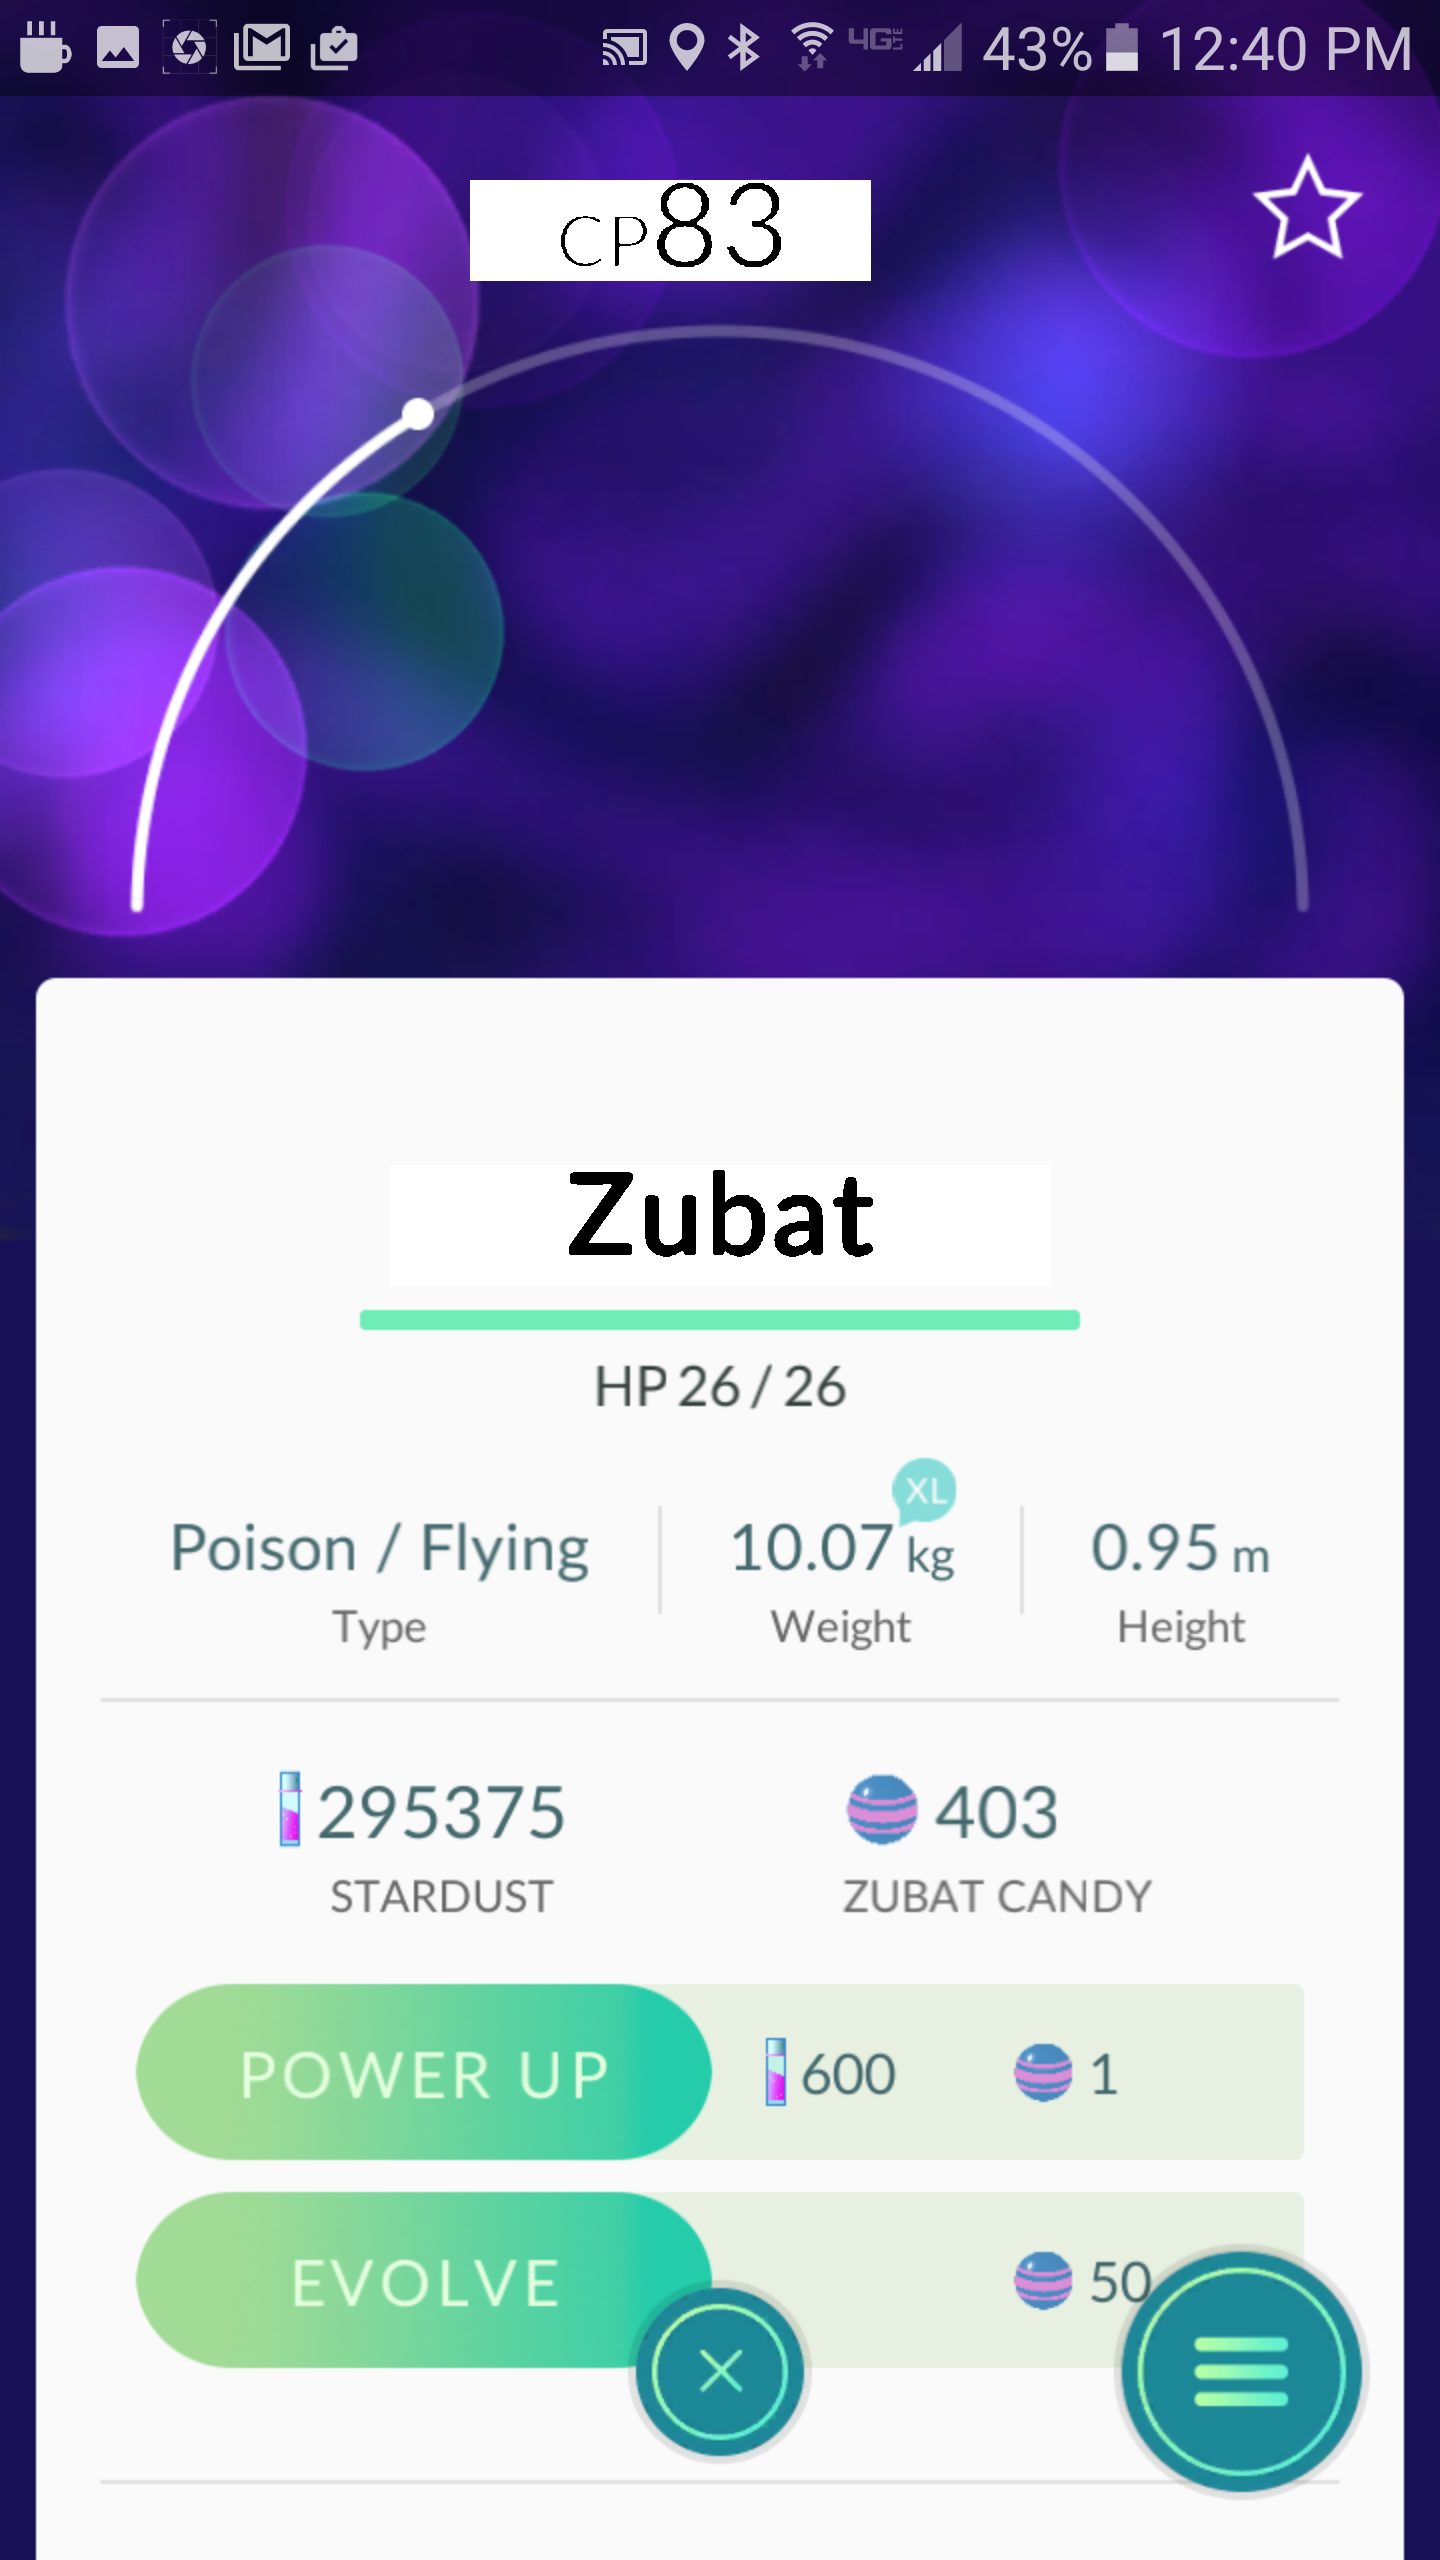 4G LTE 43% 12:40 PM
CP83
Zubat
HP 26 / 26
XL
Poison / Flying 10.07 kg 0.95 m
Type Weight Height
295375 403
STARDUST ZUBAT CANDY
POWER UP 600 1
EVOLVE 50